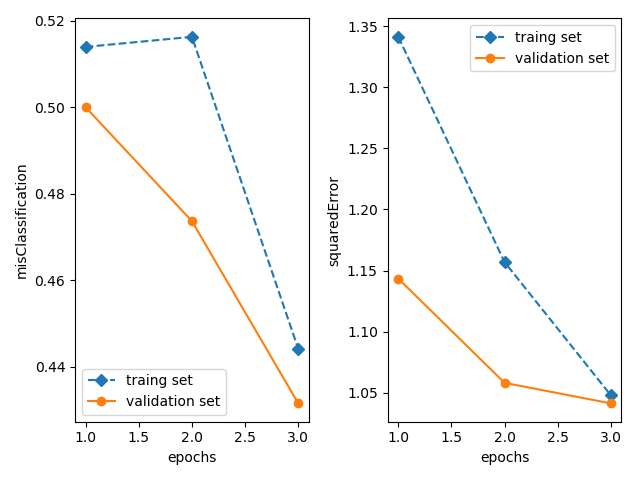 0.52
0.50
0.48
0.46
0.44
misClassification
traing set
validation set
1.0 1.5 2.0 2.5 3.0
epochs
1.35
1.30
1.25
1.20
1.15
1.10
1.05
squaredError
traing set
validation set
1.0 1.5 2.0 2.5 3.0
epochs